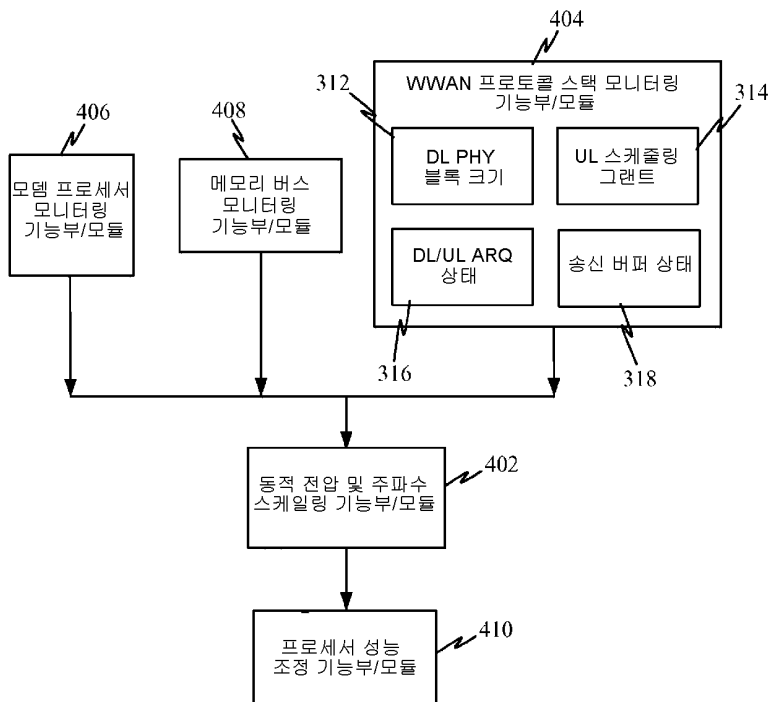 404
WWAN 프로토콜 스택 모니터링
기능부/모듈
312
314
DL PHY
블록 크기
UL 스케줄링
그랜트
DL/UL ARQ
상태
송신 버퍼 상태
316
318
406
모뎀 프로세서
모니터링
기능부/모듈
408
메모리 버스
모니터링
기능부/모듈
402
동적 전압 및 주파수
스케일링 기능부/모듈
410
프로세서 성능
조정 기능부/모듈